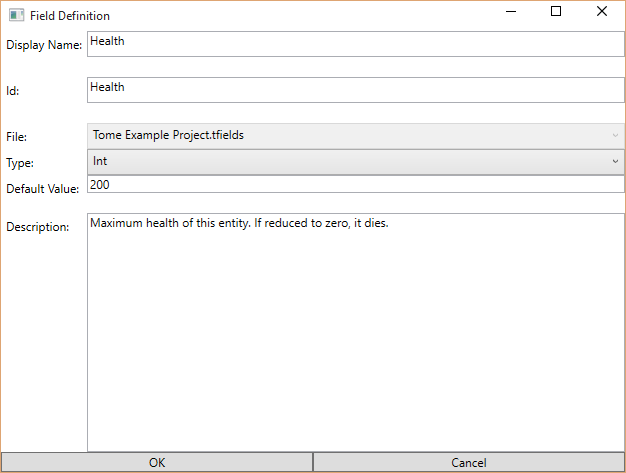 Field Definition
Display Name: Health
Id: Health
File: Tome Example Project.tfields
Type: Int
Default Value: 200
Description: Maximum health of this entity. If reduced to zero, it dies.
OK Cancel